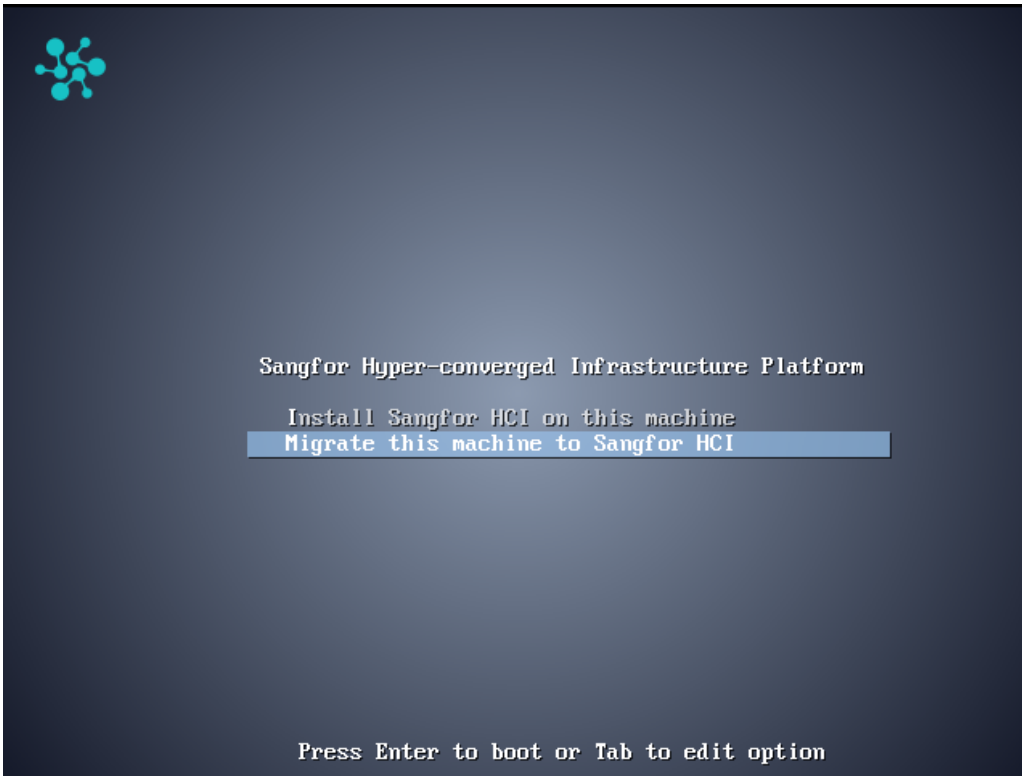 Sangfor Hyper-converged Infrastructure Platform
Install Sangfor HCI on this machine
Migrate this machine to Sangfor HCI
Press Enter to boot or Tab to edit option